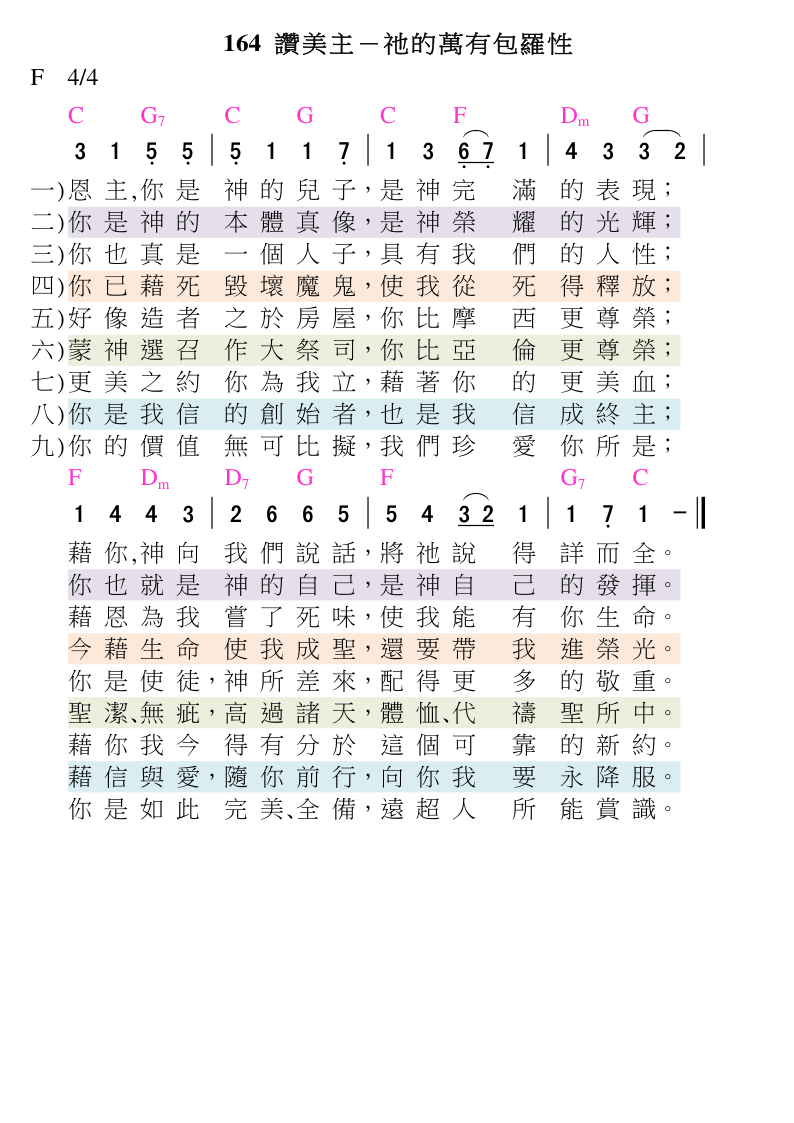 164 讚美主－祂的萬有包羅性
F 4/4
C G7 C G C F Dm G
3 1 5 5 | 5 1 1 7 | 1 3 6 7 1 | 4 3 3 2 |
一)恩主,你是神的兒子，是神完滿的表現；
二)你是神的本體真像，是神榮耀的光輝；
三)你也真是一個人子，具有我們的人性；
四)你已藉死毀壞魔鬼，使我從死得釋放；
五)好像造者之於房屋，你比摩西更尊榮；
六)蒙神選召作大祭司，你比亞倫更尊榮；
七)更美之約你為我立，藉著你的更美血；
八)你是我信的創始者，也是我信成終主；
九)你的價值無可比擬，我們珍愛你所是；
F Dm D7 G F G7 C
1 4 4 3 | 2 6 6 5 | 5 4 3 2 1 | 1 7 1 － ‖
藉你,神向我們說話，將祂說得詳而全。
你也就是神的自己，是神自己的發揮。
藉恩為我嘗了死味，使我能有你生命。
今藉生命使我成聖，還要帶我進榮光。
你是使徒，神所差來，配得更多的敬重。
聖潔、無疵，高過諸天，體恤、代禱聖所中。
藉你我今得有分於這個可靠的新約。
藉信與愛，隨你前行，向你我要永降服。
你是如此完美、全備，遠超人所能賞識。